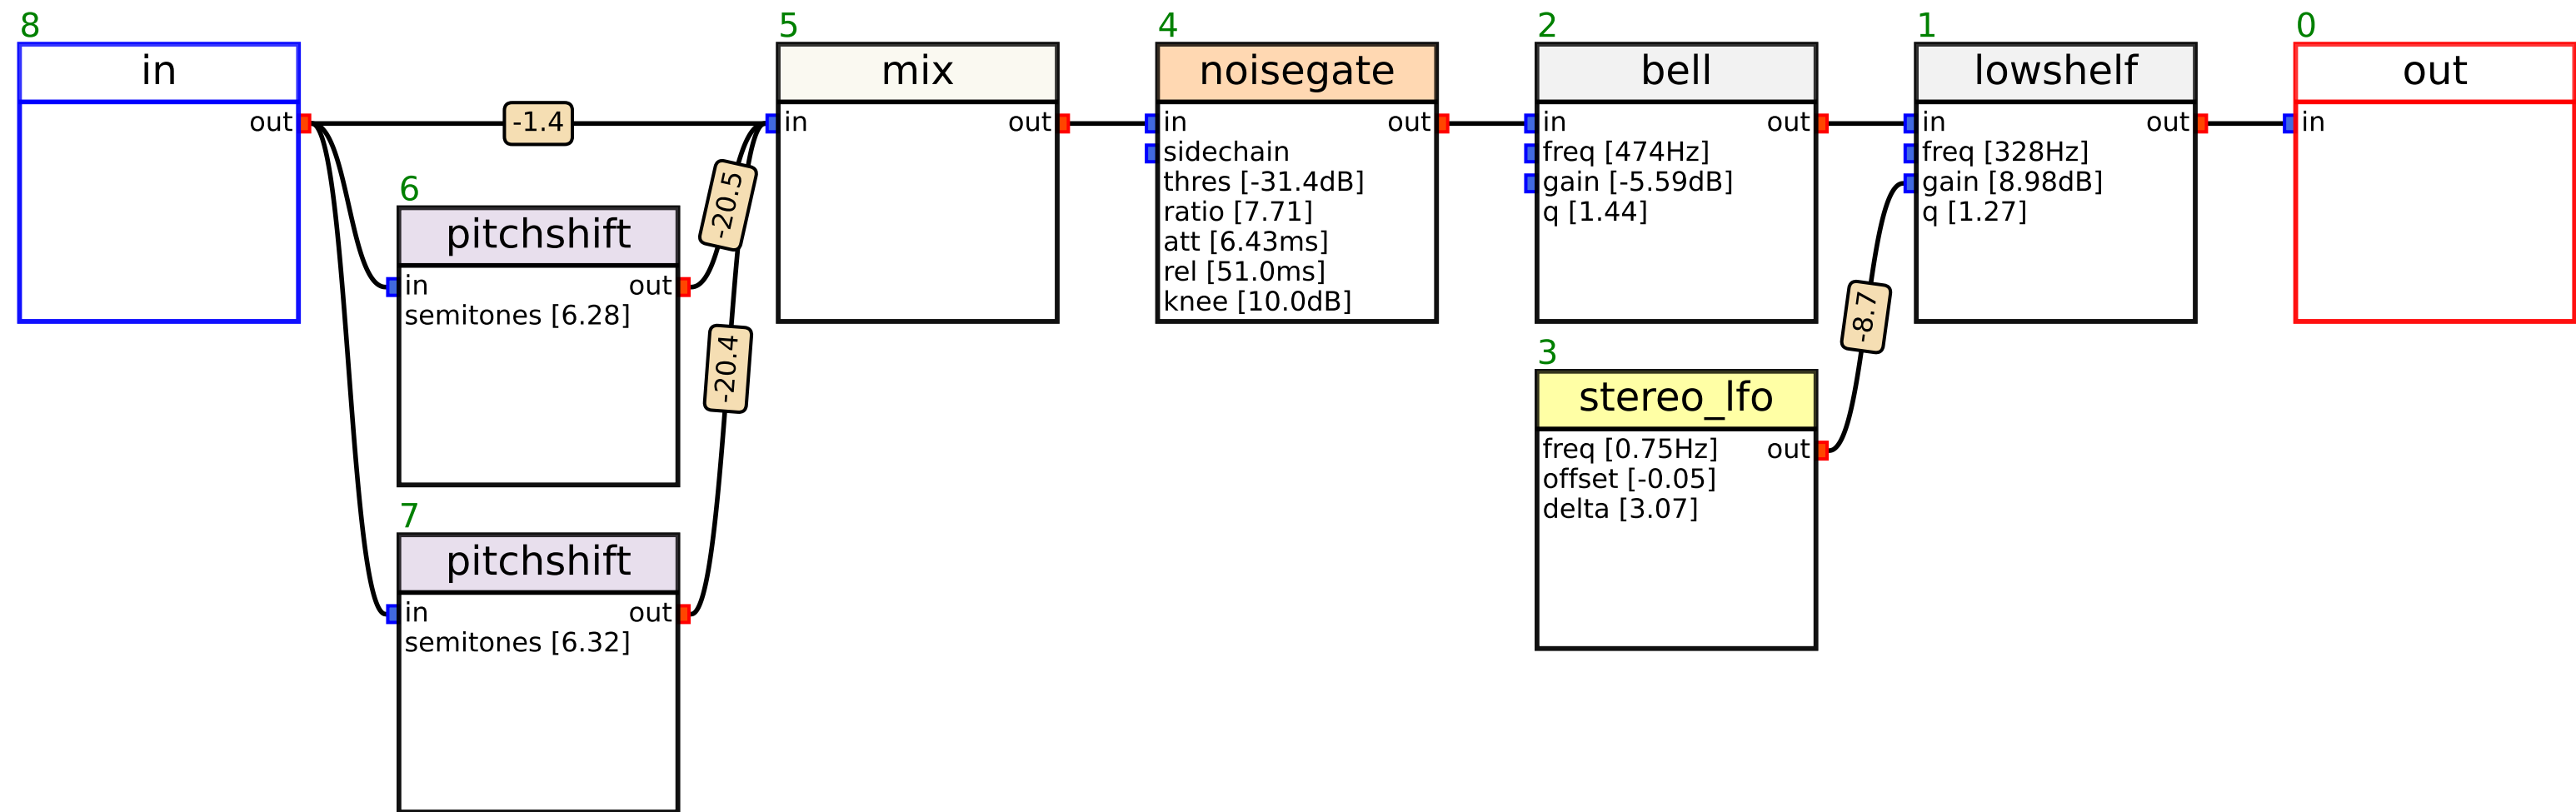 8
in
out
-1.4
6
pitchshift
in out
semitones [6.28]
-20.5
7
pitchshift
in out
semitones [6.32]
-20.4
5
mix
in out
4
noisegate
in out
sidechain
thres [-31.4dB]
ratio [7.71]
att [6.43ms]
rel [51.0ms]
knee [10.0dB]
2
bell
in out
freq [474Hz]
gain [-5.59dB]
q [1.44]
3
stereo_lfo
freq [0.75Hz] out
offset [-0.05]
delta [3.07]
-8.7
1
lowshelf
in out
freq [328Hz]
gain [8.98dB]
q [1.27]
0
out
in